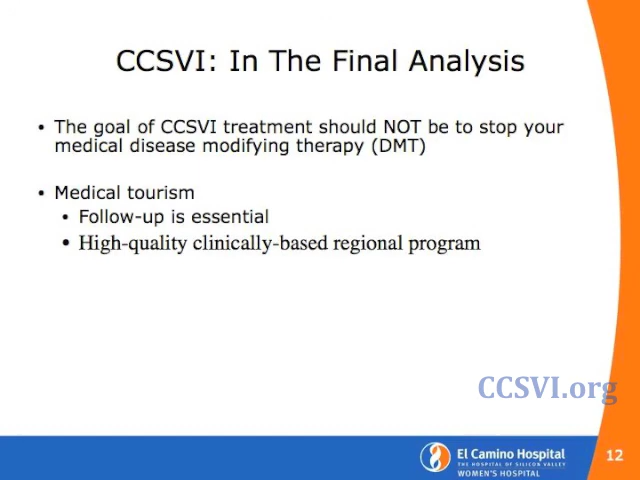 CCSVI: In The Final Analysis
• The goal of CCSVI treatment should NOT be to stop your
medical disease modifying therapy (DMT)
• Medical tourism
• Follow-up is essential
• High-quality clinically-based regional program
CCSVI.org
El Camino Hospital
THE HOSPITAL OF SILICON VALLEY
WOMEN'S HOSPITAL
12